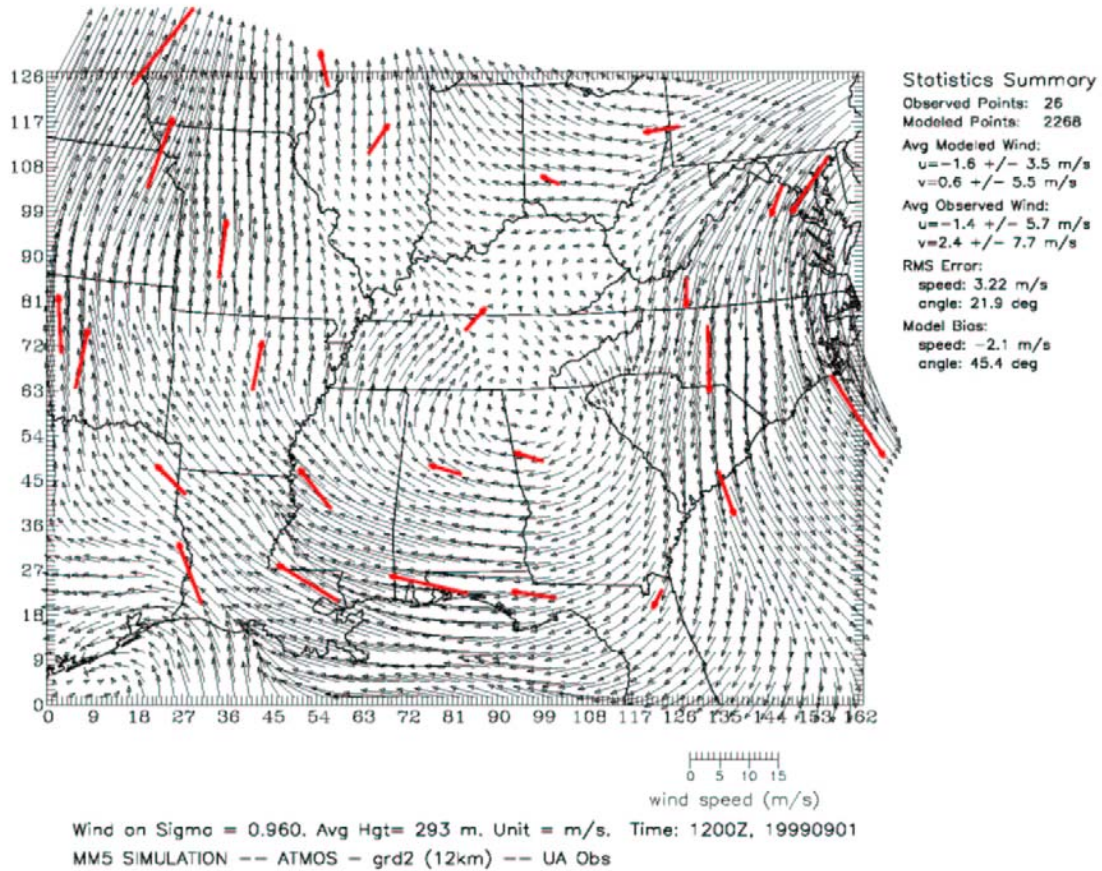 126
117
108
99
90
81
72
63
54
45
36
27
18
9
0
0 9 18 27 36 45 54 63 72 81 90 99 108 117 126 135 144 153 162
Statistics Summary
Observed Points: 26
Modeled Points: 2268
Avg Modeled Wind:
u=-1.6 +/- 3.5 m/s
v=0.6 +/- 5.5 m/s
Avg Observed Wind:
u=-1.4 +/- 5.7 m/s
v=2.4 +/- 7.7 m/s
RMS Error:
speed: 3.22 m/s
angle: 21.9 deg
Model Bias:
speed: -2.1 m/s
angle: 45.4 deg
0 5 10 15
wind speed (m/s)
Wind on Sigma = 0.960. Avg Hgt= 293 m. Unit = m/s. Time: 1200Z, 19990901
MM5 SIMULATION -- ATMOS - grd2 (12km) -- UA Obs